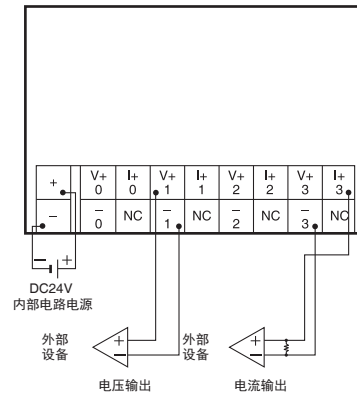 + V+ 0 I+ 0 V+ 1 I+ 1 V+ 2 I+ 2 V+ 3 I+ 3
− − 0 NC − 1 NC − 2 NC − 3 NC
− +
DC24V
内部电路电源
外部
设备
+
−
电压输出
外部
设备
+
−
电流输出